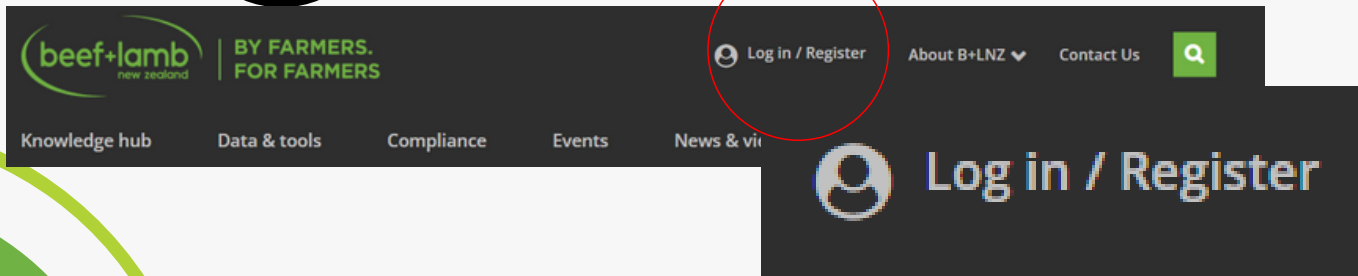 beef+lamb
new zealand
BY FARMERS.
FOR FARMERS
Log in / Register
About B+LNZ
Contact Us
Knowledge hub
Data & tools
Compliance
Events
News &
Log in / Register